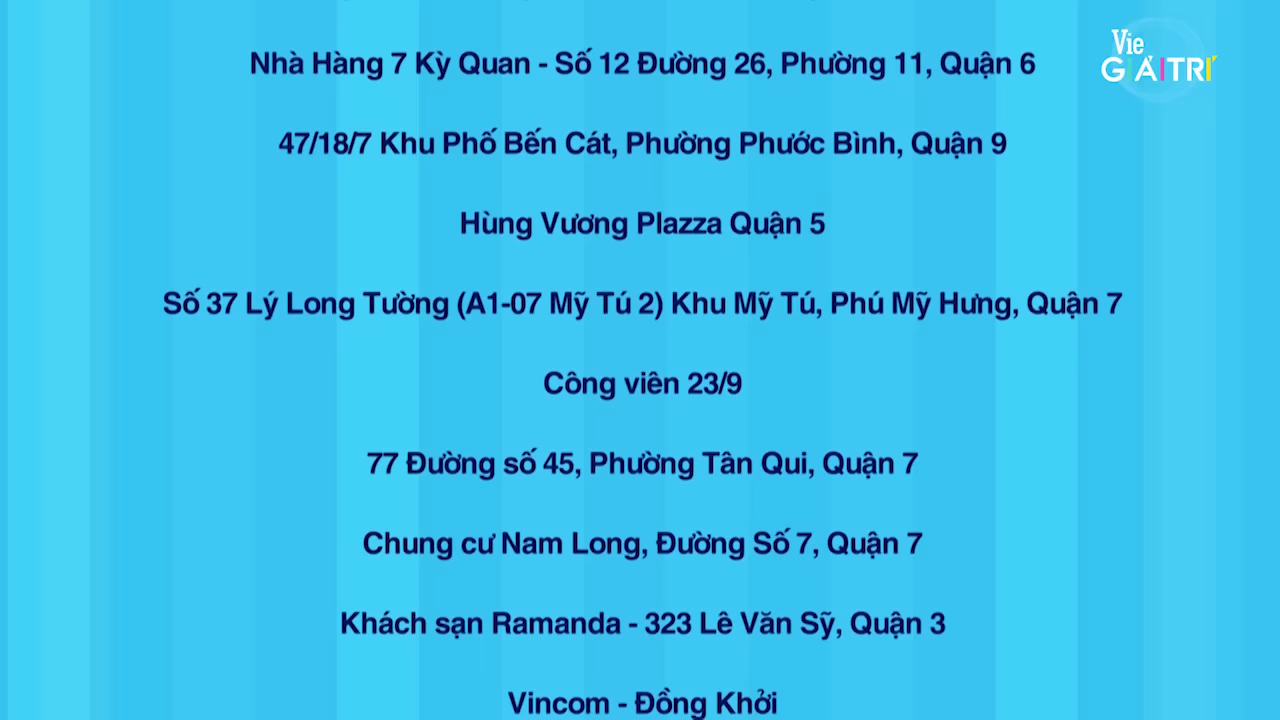 Vie
GIẢI TRÍ
Nhà Hàng 7 Kỳ Quan - Số 12 Đường 26, Phường 11, Quận 6
47/18/7 Khu Phố Bến Cát, Phường Phước Bình, Quận 9
Hùng Vương Plazza Quận 5
Số 37 Lý Long Tường (A1-07 Mỹ Tú 2) Khu Mỹ Tú, Phú Mỹ Hưng, Quận 7
Công viên 23/9
77 Đường số 45, Phường Tân Qui, Quận 7
Chung cư Nam Long, Đường Số 7, Quận 7
Khách sạn Ramanda - 323 Lê Văn Sỹ, Quận 3
Vincom - Đồng Khởi